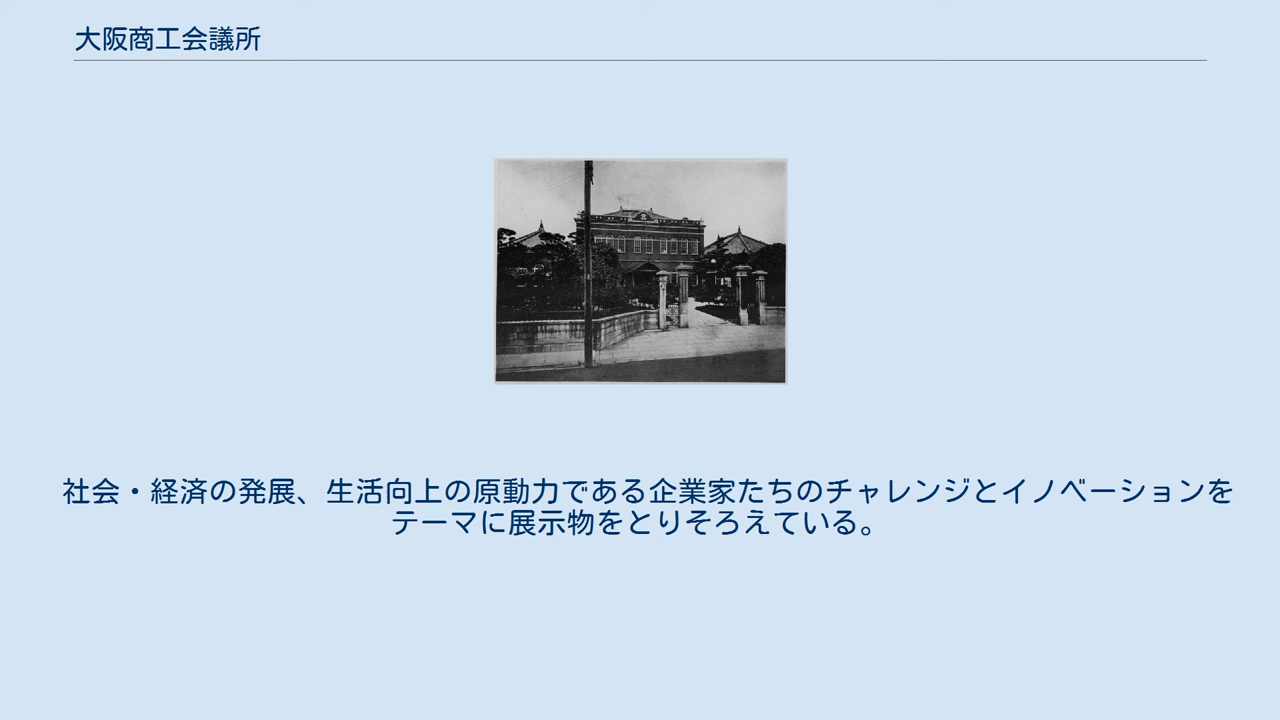 大阪商工会議所
社会・経済の発展、生活向上の原動力である企業家たちのチャレンジとイノベーションを
テーマに展示物をとりそろえている。